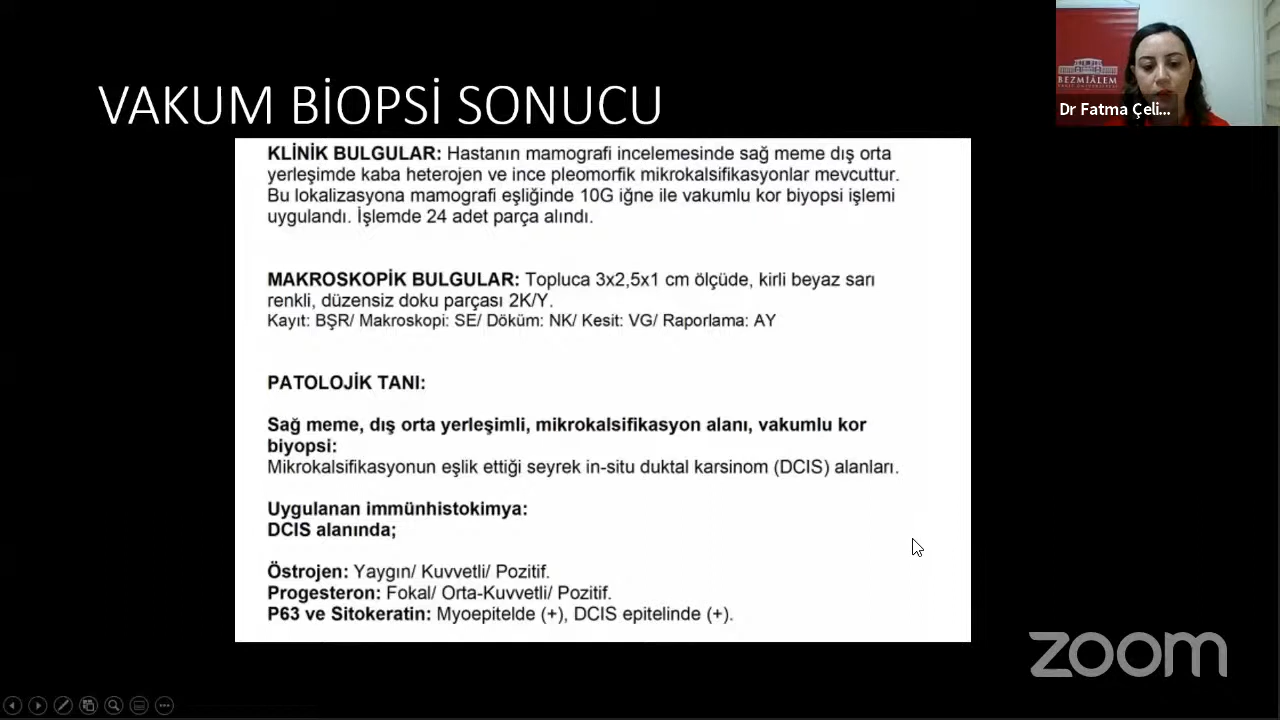 VAKUM BİOPSİ SONUCU
BEZMİÂLEM
Dr Fatma Çeli...
KLİNİK BULGULAR: Hastanın mamografi incelemesinde sağ meme dış orta
yerleşimde kaba heterojen ve ince pleomorfik mikrokalsifikasyonlar mevcuttur.
Bu lokalizasyona mamografi eşliğinde 10G iğne ile vakumlu kor biyopsi işlemi
uygulandı. İşlemde 24 adet parça alındı.
MAKROSKOPİK BULGULAR: Topluca 3x2,5x1 cm ölçüde, kirli beyaz sarı
renkli, düzensiz doku parçası 2K/Y.
Kayıt: BŞR/ Makroskopi: SE/ Döküm: NK/ Kesit: VG/ Raporlama: AY
PATOLOJİK TANI:
Sağ meme, dış orta yerleşimli, mikrokalsifikasyon alanı, vakumlu kor
biyopsi:
Mikrokalsifikasyonun eşlik ettiği seyrek in-situ duktal karsinom (DCIS) alanları.
Uygulanan immünhistokimya:
DCIS alanında;
Östrojen: Yaygın/ Kuvvetli/ Pozitif.
Progesteron: Fokal/ Orta-Kuvvetli/ Pozitif.
P63 ve Sitokeratin: Myoepitelde (+), DCIS epitelinde (+).
zoom